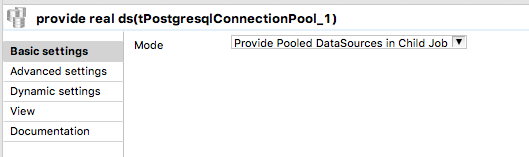 provide real ds(tPostgresqlConnectionPool_1)
Basic settings
Mode Provide Pooled DataSources in Child Job
Advanced settings
Dynamic settings
View
Documentation